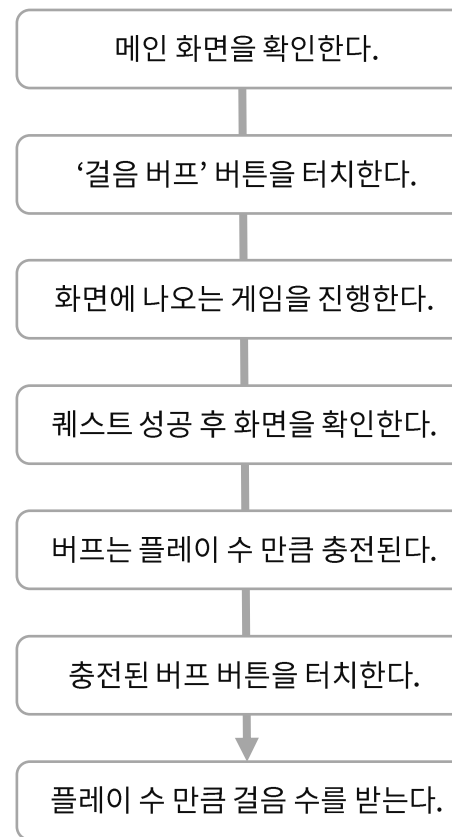 메인 화면을 확인한다.
‘걸음 버프’ 버튼을 터치한다.
화면에 나오는 게임을 진행한다.
퀘스트 성공 후 화면을 확인한다.
버프는 플레이 수 만큼 충전된다.
충전된 버프 버튼을 터치한다.
플레이 수 만큼 걸음 수를 받는다.